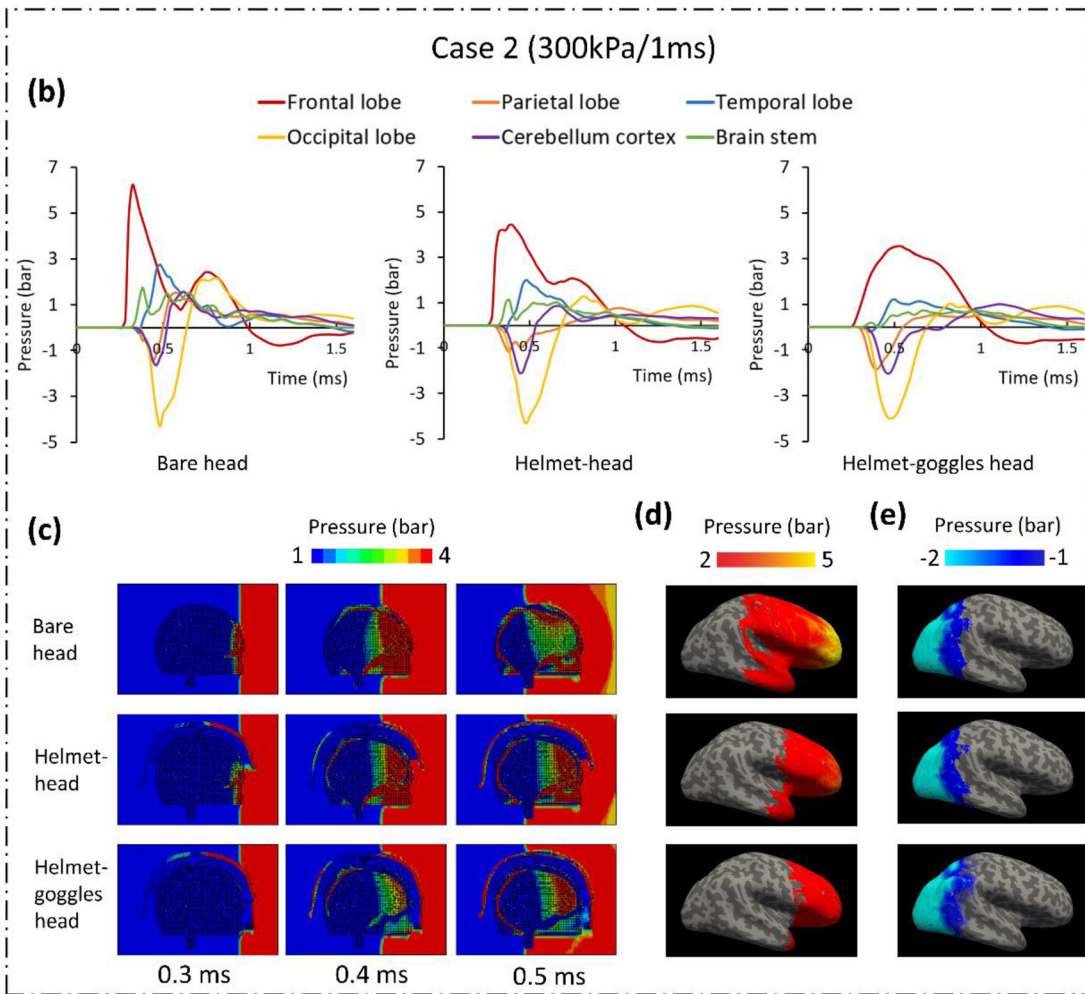 Case 2 (300kPa/1ms)
(b)
Frontal lobe Parietal lobe Temporal lobe
Occipital lobe Cerebellum cortex Brain stem
7
5
3
1
-1
-3
-5
Pressure (bar)
0 0.5 1 1.5
Time (ms)
Bare head
7
5
3
1
-1
-3
-5
Pressure (bar)
0 0.5 1 1.5
Time (ms)
Helmet-head
7
5
3
1
-1
-3
-5
Pressure (bar)
0 0.5 1 1.5
Time (ms)
Helmet-goggles head
(c)
Pressure (bar)
1 4
Bare
head
Helmet-
head
Helmet-
goggles
head
0.3 ms 0.4 ms 0.5 ms
(d)
Pressure (bar)
2 5
(e)
Pressure (bar)
-2 -1